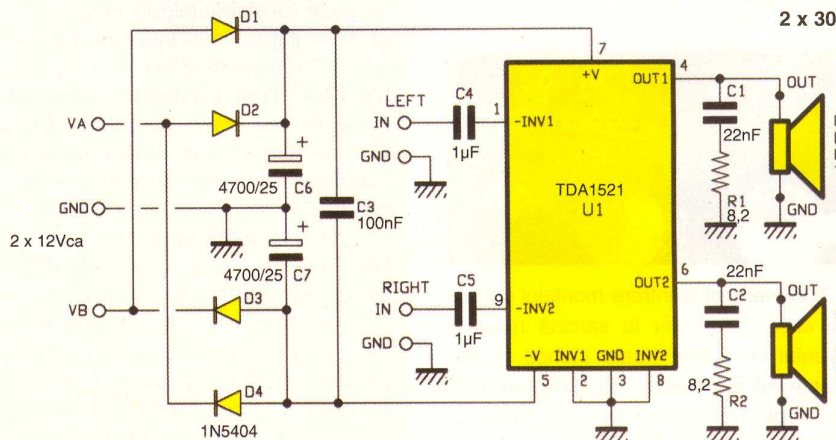 2 x 30
D1
7
+V
4
OUT1
C1
OUT
LEFT
C4
1
-INV1
D2
VA
IN
1µF
22nF
GND
+
4700/25
C6
C3
100nF
TDA1521
U1
R1
8,2
GND
GND
2 x 12Vca
+
4700/25
C7
6
OUT2
22nF
OUT
RIGHT
C5
9
-INV2
C2
IN
1µF
VB
D3
GND
-V
INV1
GND
INV2
5
2
3
8
8,2
R2
GND
D4
1N5404